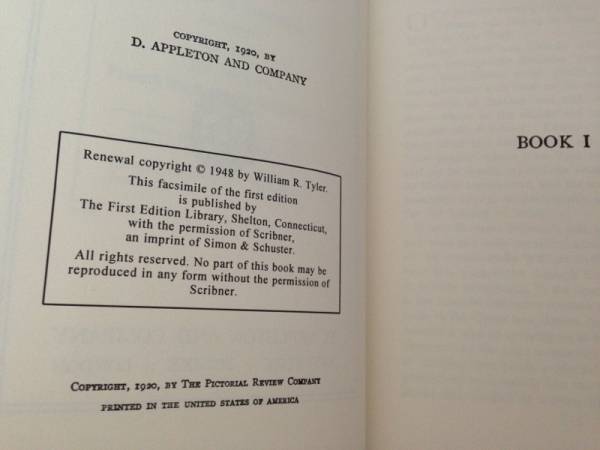 COPYRIGHT, 1920, BY
D. APPLETON AND COMPANY
Renewal copyright © 1948 by William R. Tyler.
This facsimile of the first edition
is published by
The First Edition Library, Shelton, Connecticut,
with the permission of Scribner,
an imprint of Simon & Schuster.
All rights reserved. No part of this book may be
reproduced in any form without the permission of
Scribner.
COPYRIGHT, 1920, BY THE PICTORIAL REVIEW COMPANY
PRINTED IN THE UNITED STATES OF AMERICA
BOOK I